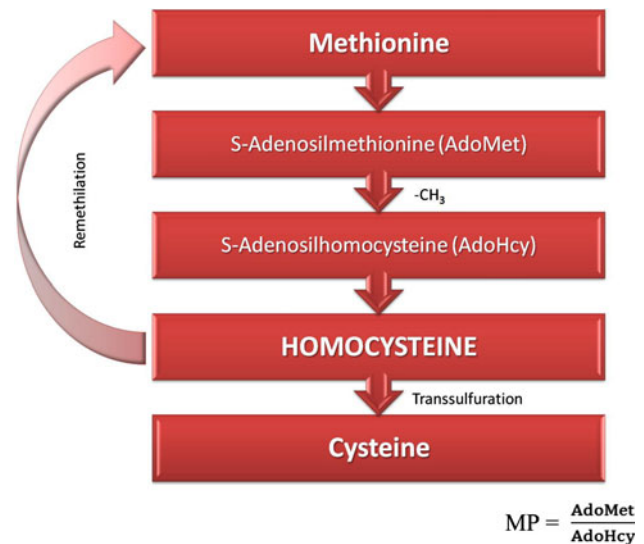 Methionine
S-Adenosilmethionine (AdoMet)
-CH₃
S-Adenosilhomocysteine (AdoHcy)
Remethilation
HOMOCYSTEINE
Transsulfuration
Cysteine
MP = AdoMet/AdoHcy